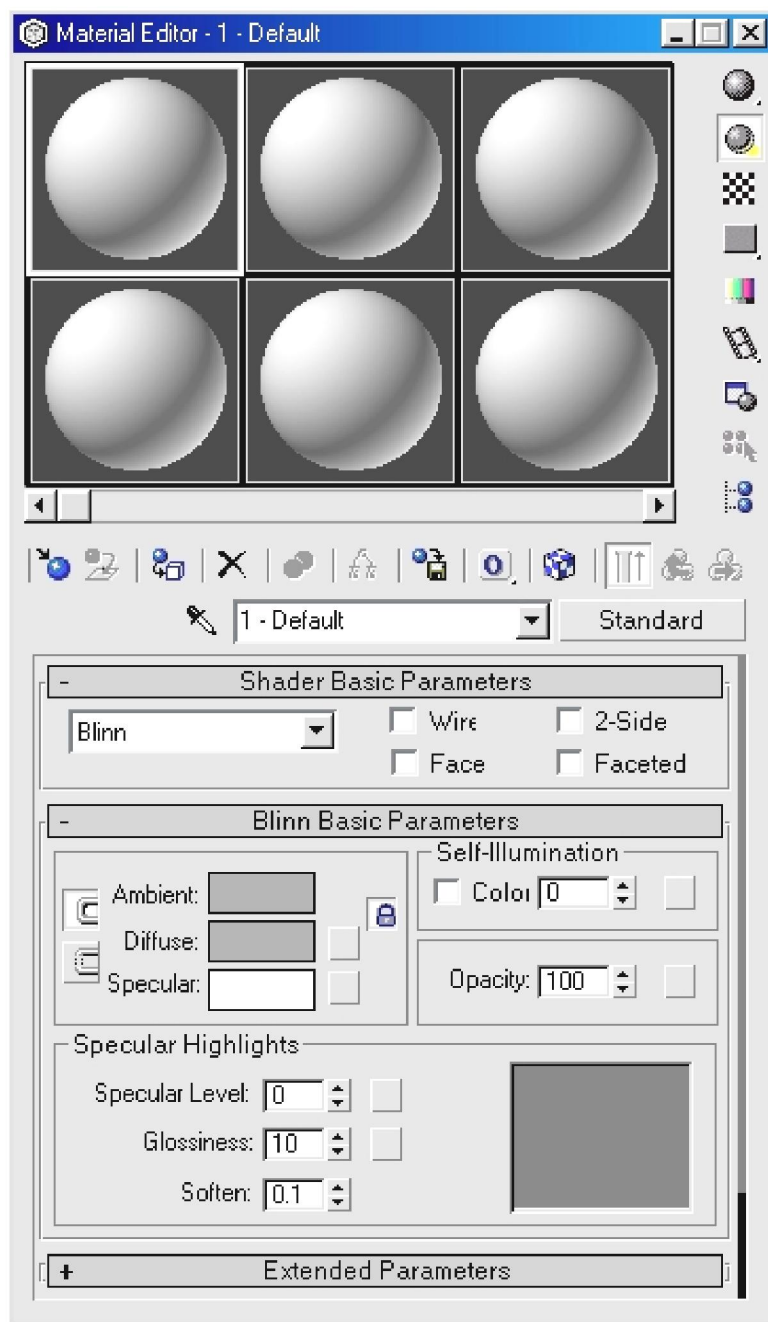 Material Editor - 1 - Default
1 - Default
Standard
- Shader Basic Parameters
Blinn
Wire
2-Side
Face
Faceted
- Blinn Basic Parameters
Self-Illumination
Ambient:
Color 0
Diffuse:
Specular:
Opacity: 100
Specular Highlights
Specular Level: 0
Glossiness: 10
Soften: 0.1
+ Extended Parameters